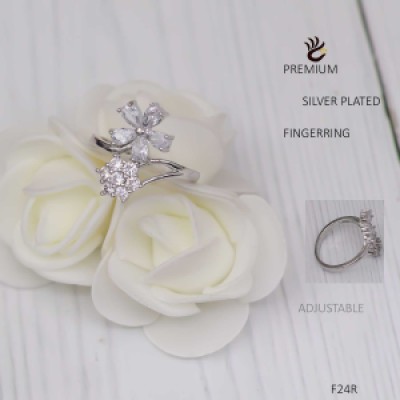 PREMIUM
SILVER PLATED
FINGERRING
ADJUSTABLE
F24R